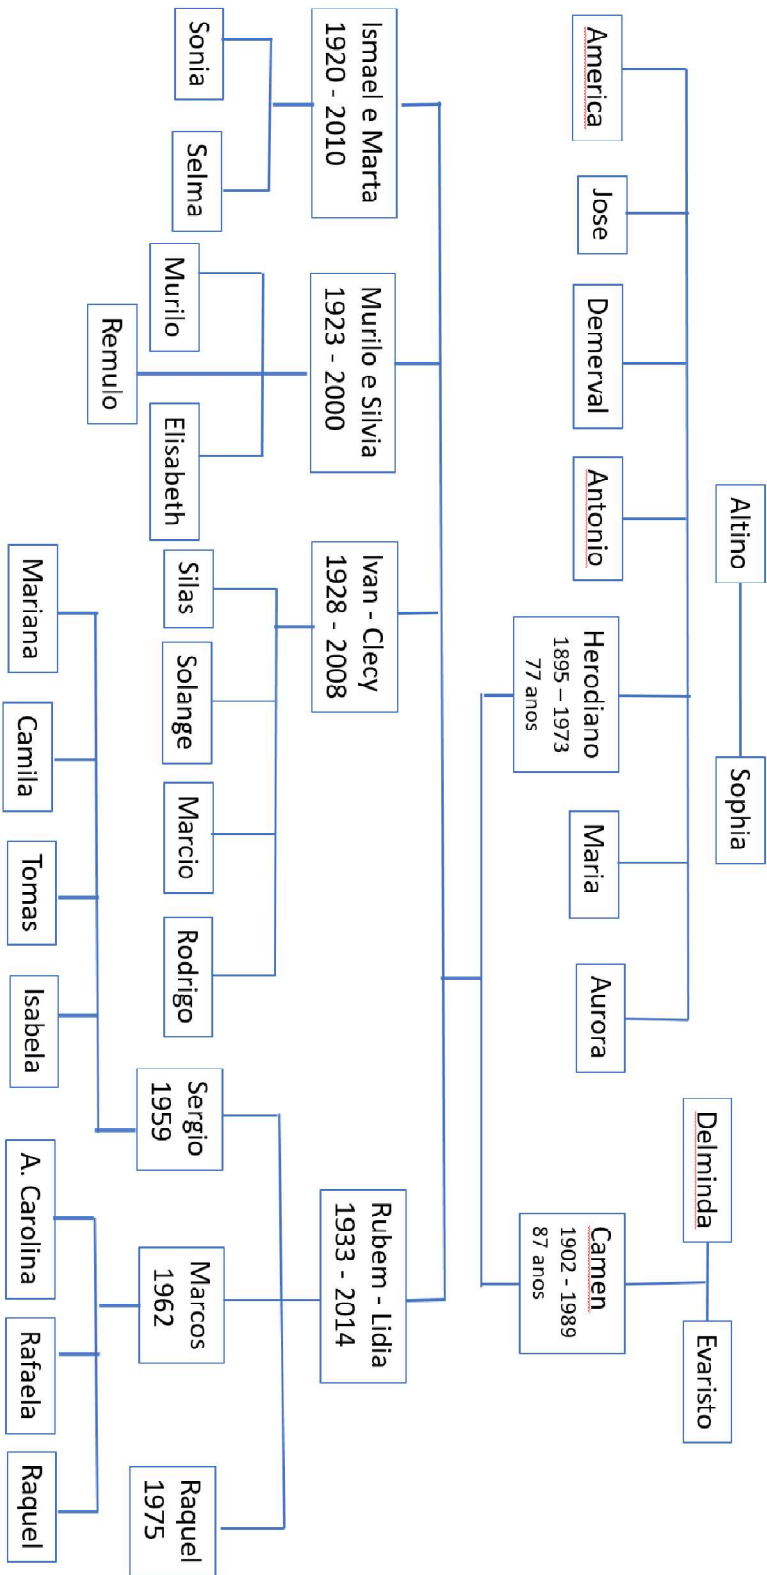 Altino
Sophia
Delminda
Evaristo
America
Jose
Demerval
Antonio
Herodiano
1895 – 1973
77 anos
Maria
Aurora
Camen
1902 - 1989
87 anos
Ismael e Marta
1920 - 2010
Murilo e Silvia
1923 - 2000
Ivan - Clecy
1928 - 2008
Rubem - Lidia
1933 - 2014
Sonia
Selma
Murilo
Remulo
Elisabeth
Silas
Solange
Marcio
Rodrigo
Sergio
1959
Marcos
1962
Raquel
1975
Mariana
Camila
Tomas
Isabela
A. Carolina
Rafaela
Raquel